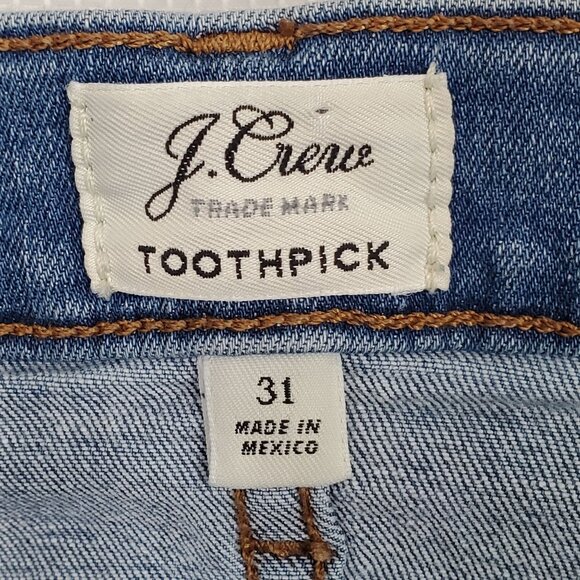 J.Crew
TRADE MARK
TOOTHPICK
31
MADE IN
MEXICO